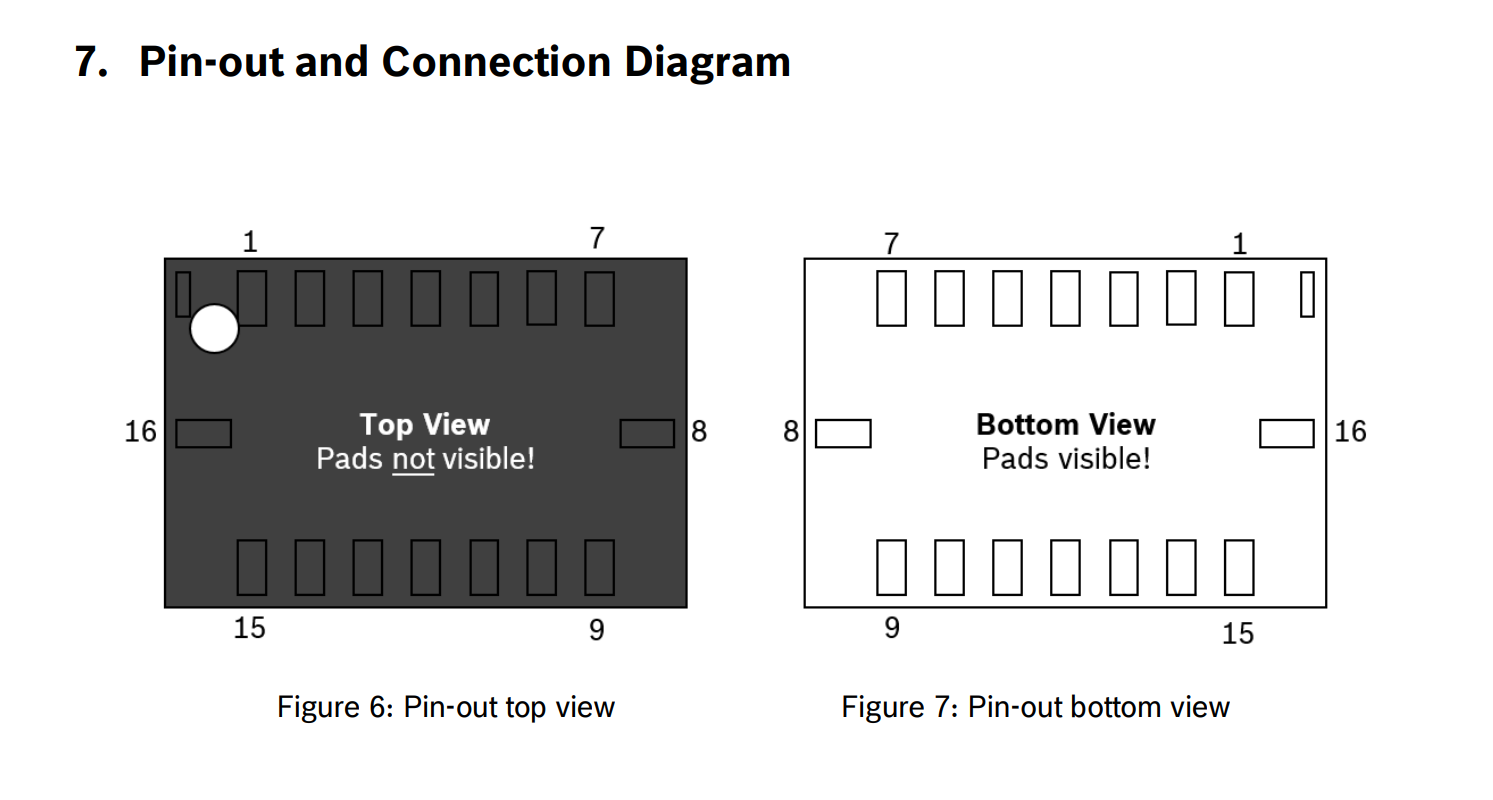 7. Pin-out and Connection Diagram
1
7
7
1
16
Top View
Pads not visible!
8
8
Bottom View
Pads visible!
16
15
9
9
15
Figure 6: Pin-out top view
Figure 7: Pin-out bottom view